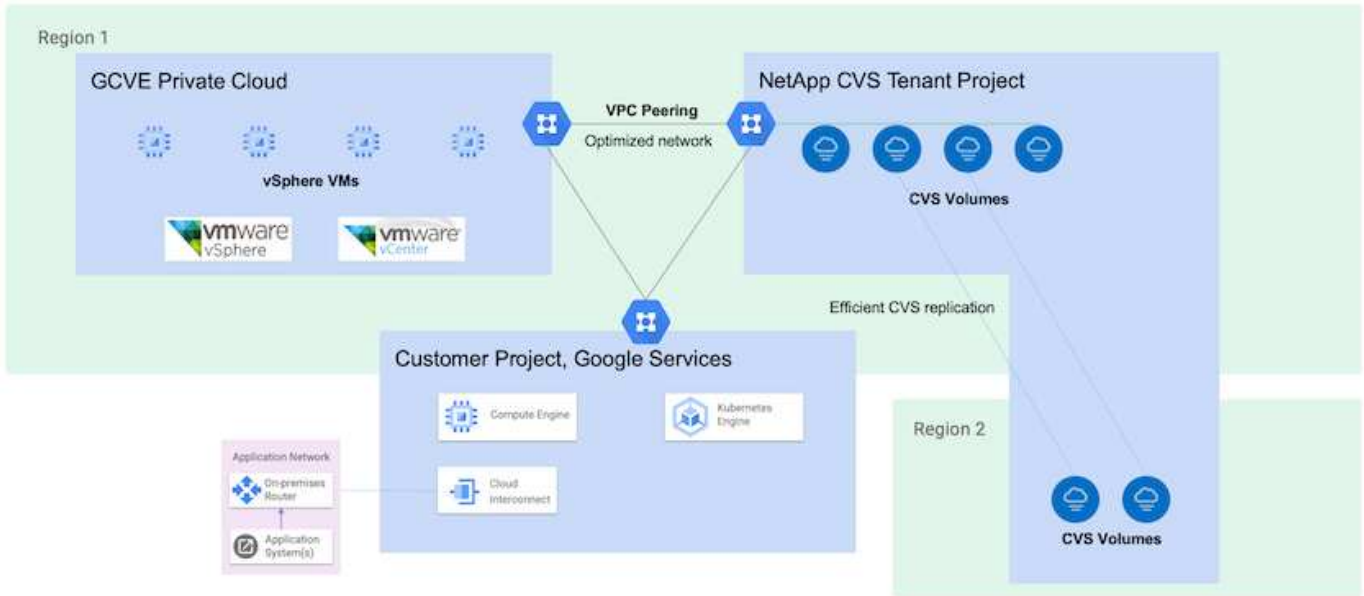 Region 1
GCVE Private Cloud
NetApp CVS Tenant Project
VPC Peering
Optimized network
vSphere VMs
CVS Volumes
vmware
vSphere
vmware
vCenter
Efficient CVS replication
Customer Project, Google Services
Compute Engine
Kubernetes
Engine
Region 2
Application Network
On-premises
Router
Cloud
Interconnect
Application
System(s)
CVS Volumes